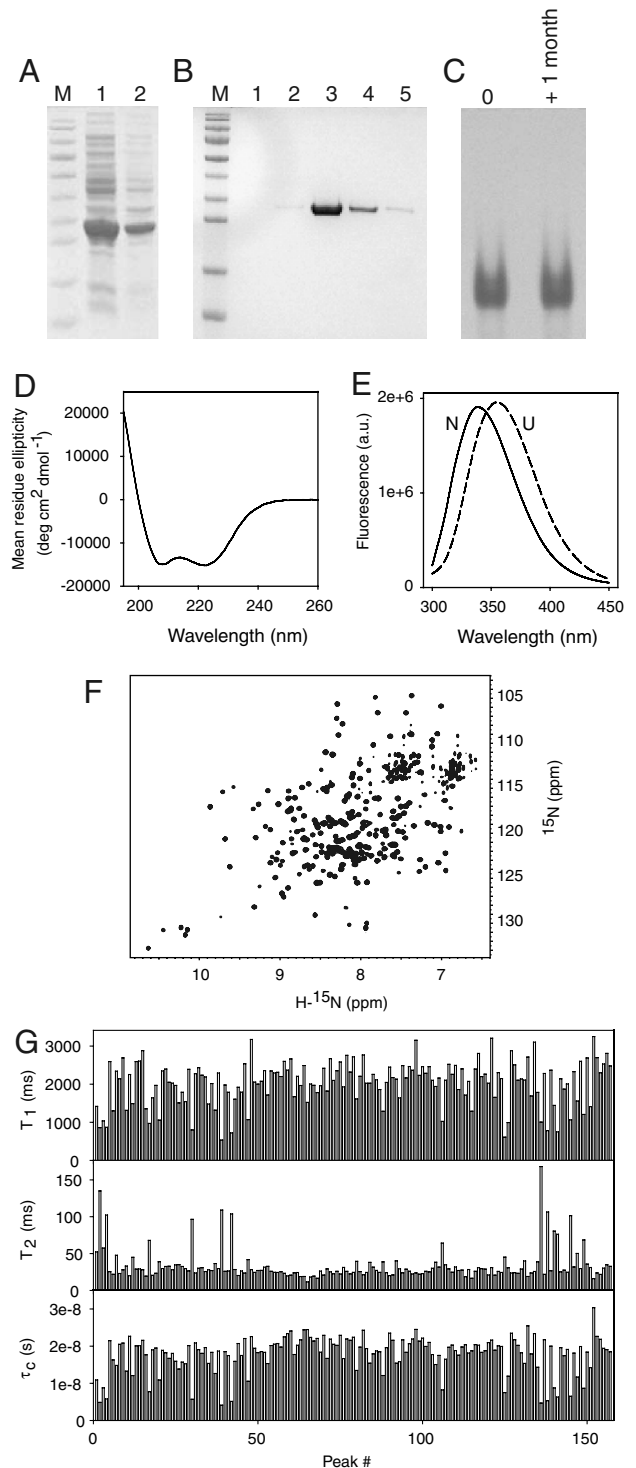 A
M 1 2
B
M 1 2 3 4 5
C
0 + 1 month
D
Mean residue ellipticity
(deg cm2 dmol -1)
20000
10000
0
-10000
-20000
200 220 240 260
Wavelength (nm)
E
Fluorescence (a.u.)
2e+6
1e+6
0
N U
300 350 400 450
Wavelength (nm)
F
105
110
115
120
125
130
15N (ppm)
10 9 8 7
H-15N (ppm)
G
T1 (ms)
3000
2000
1000
0
T2 (ms)
150
100
50
0
τc (s)
3e-8
2e-8
1e-8
0
0 50 100 150
Peak #